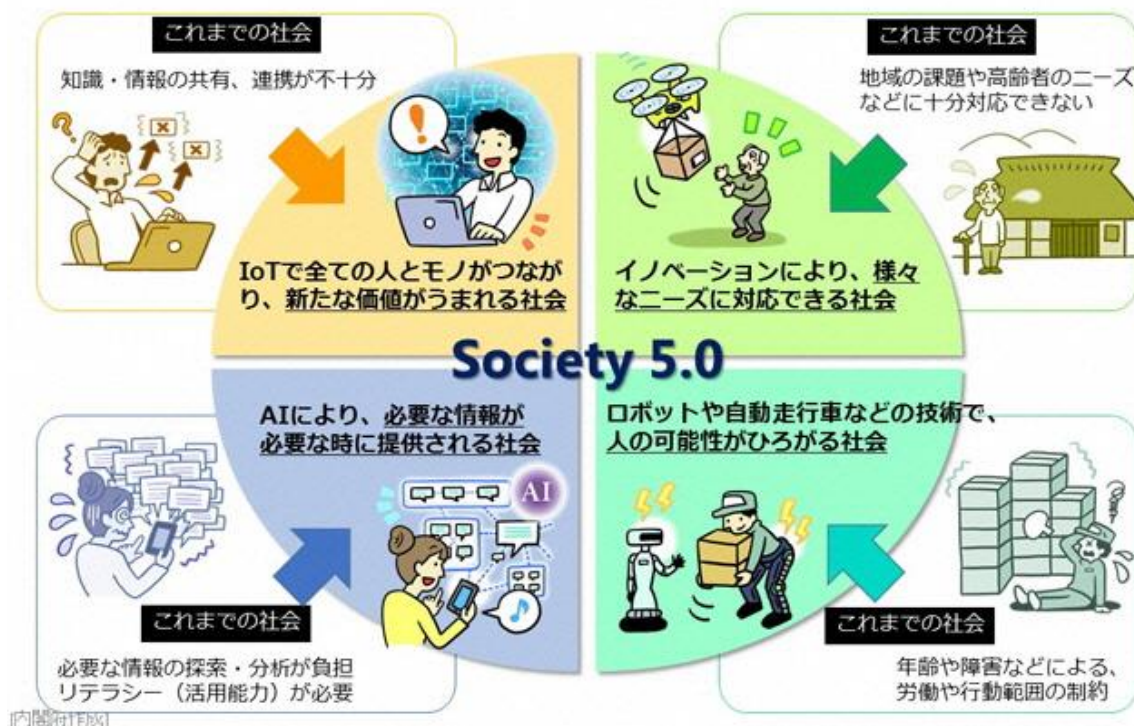 これまでの社会
知識・情報の共有、連携が不十分
IoTで全ての人とモノがつなが
り、新たな価値がうまれる社会
これまでの社会
地域の課題や高齢者のニーズ
などに十分対応できない
イノベーションにより、様々
なニーズに対応できる社会
Society 5.0
AIにより、必要な情報が
必要な時に提供される社会
AI
これまでの社会
必要な情報の探索・分析が負担
リテラシー（活用能力）が必要
ロボットや自動走行車などの技術で、
人の可能性がひろがる社会
これまでの社会
年齢や障害などによる、
労働や行動範囲の制約
[内閣府作成]